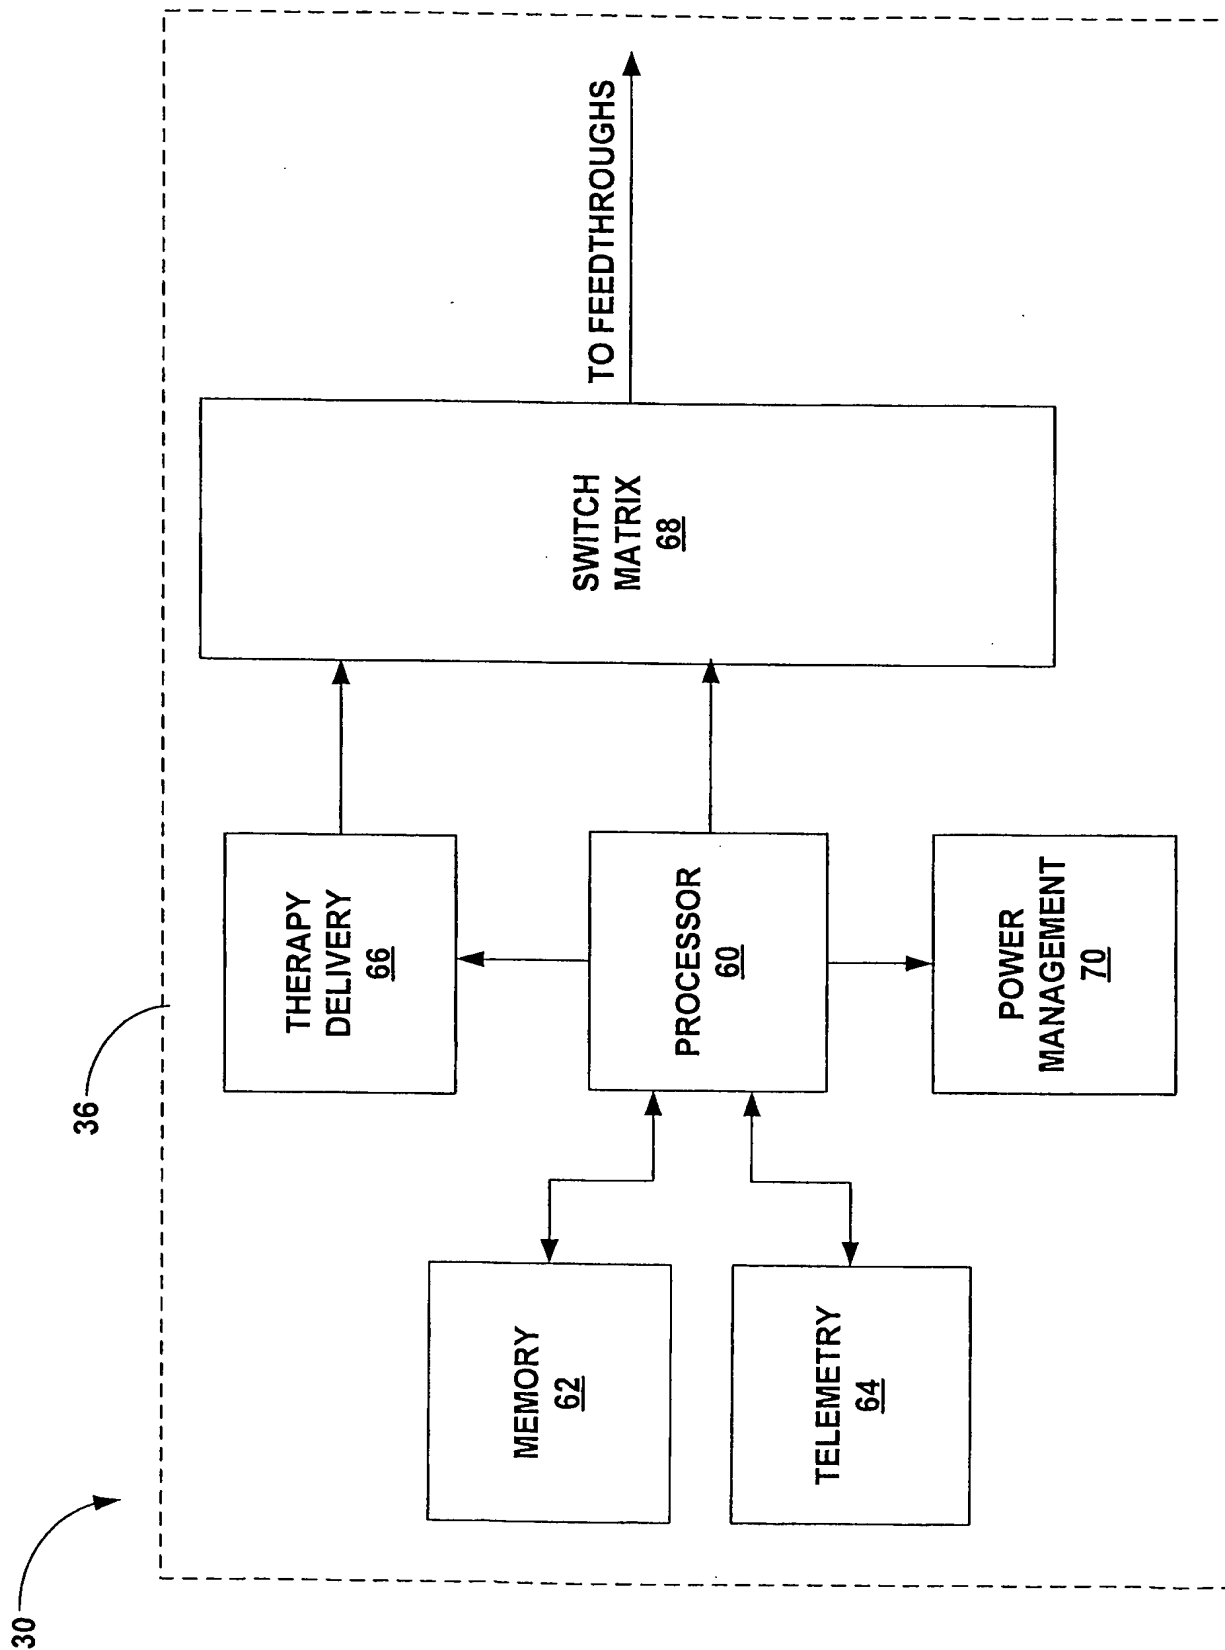 30
36
MEMORY
62
TELEMETRY
64
THERAPY
DELIVERY
66
PROCESSOR
60
POWER
MANAGEMENT
70
SWITCH
MATRIX
68
TO FEEDTHROUGHS